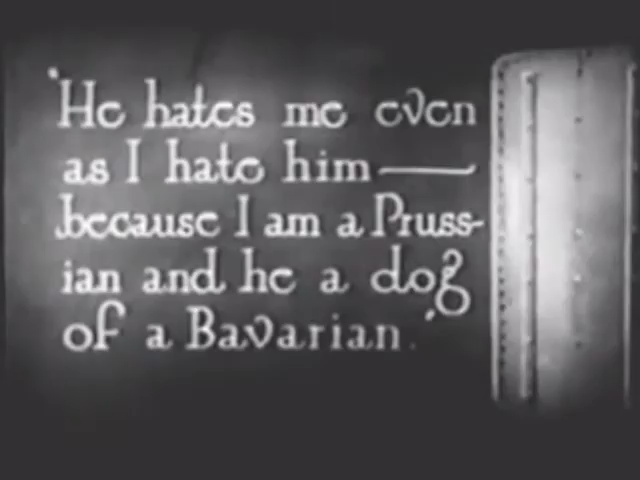 "He hates me even
as I hate him—
because I am a Pruss-
ian and he a dog
of a Bavarian."